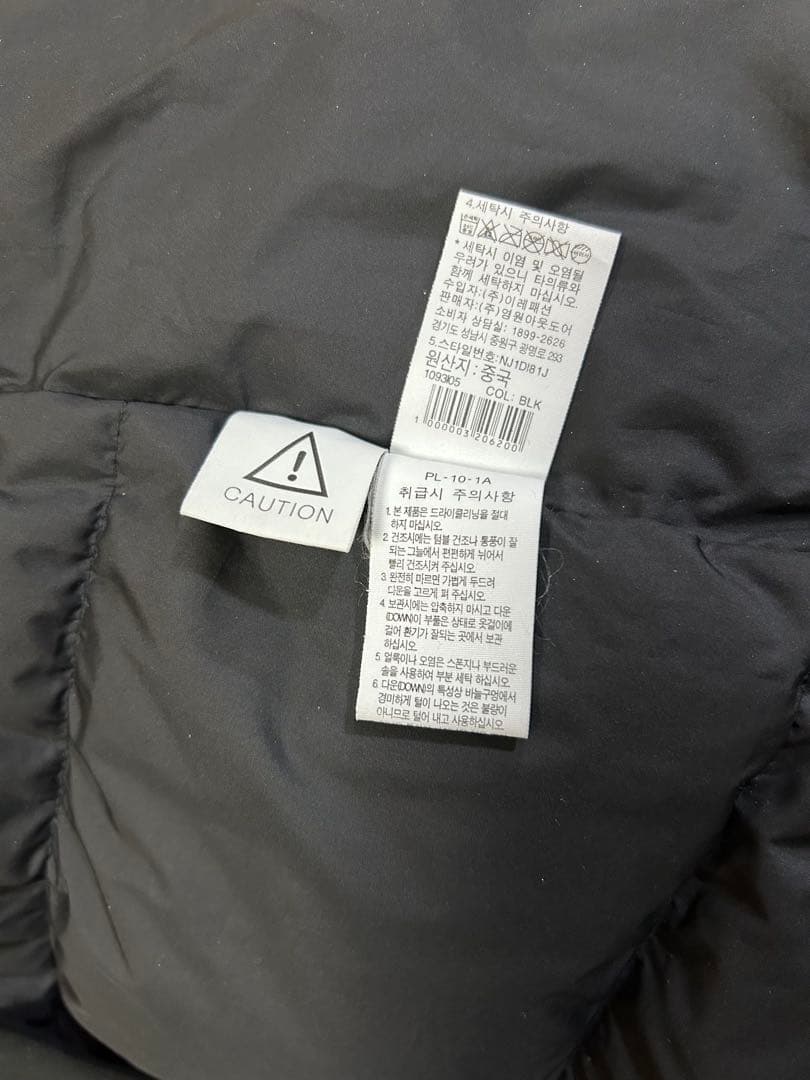 4.세탁시 주의사항
* 세탁시 이염 및 오염될
우려가 있으니 타의류와
함께 세탁하지 마십시오.
수입자:(주)이레패션
판매자:(주)영원아웃도어
소비자 상담실: 1899-2626
경기도 성남시 중원구 광명로 293
5.스타일번호:NJ1DI81J
원산지: 중국
1093I05 COL: BLK
1 000003 206200
CAUTION
PL-10-1A
취급시 주의사항
1. 본 제품은 드라이클리닝을 절대
하지 마십시오.
2. 건조시에는 텀블 건조나 통풍이 잘
되는 그늘에서 편편하게 뉘어서
빨리 건조시켜 주십시오.
3. 완전히 마르면 가볍게 두드려
다운을 고르게 펴 주십시오.
4. 보관시에는 압축하지 마시고 다운
(DOWN)이 부풀은 상태로 옷걸이에
걸어 환기가 잘되는 곳에서 보관
하십시오.
5. 얼룩이나 오염은 스폰지나 부드러운
솔을 사용하여 부분 세탁 하십시오.
6. 다운(DOWN)의 특성상 바늘구멍에서
경미하게 털이 나오는 것은 불량이
아니므로 털어 내고 사용하십시오.